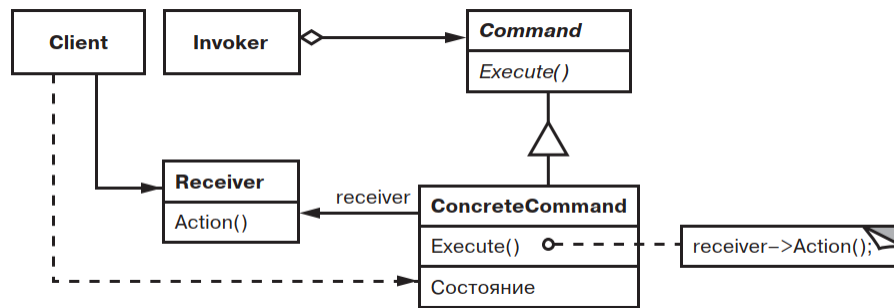 Client
Invoker
Command
Execute()
Receiver
Action()
receiver
ConcreteCommand
Execute()
receiver->Action();
Состояние